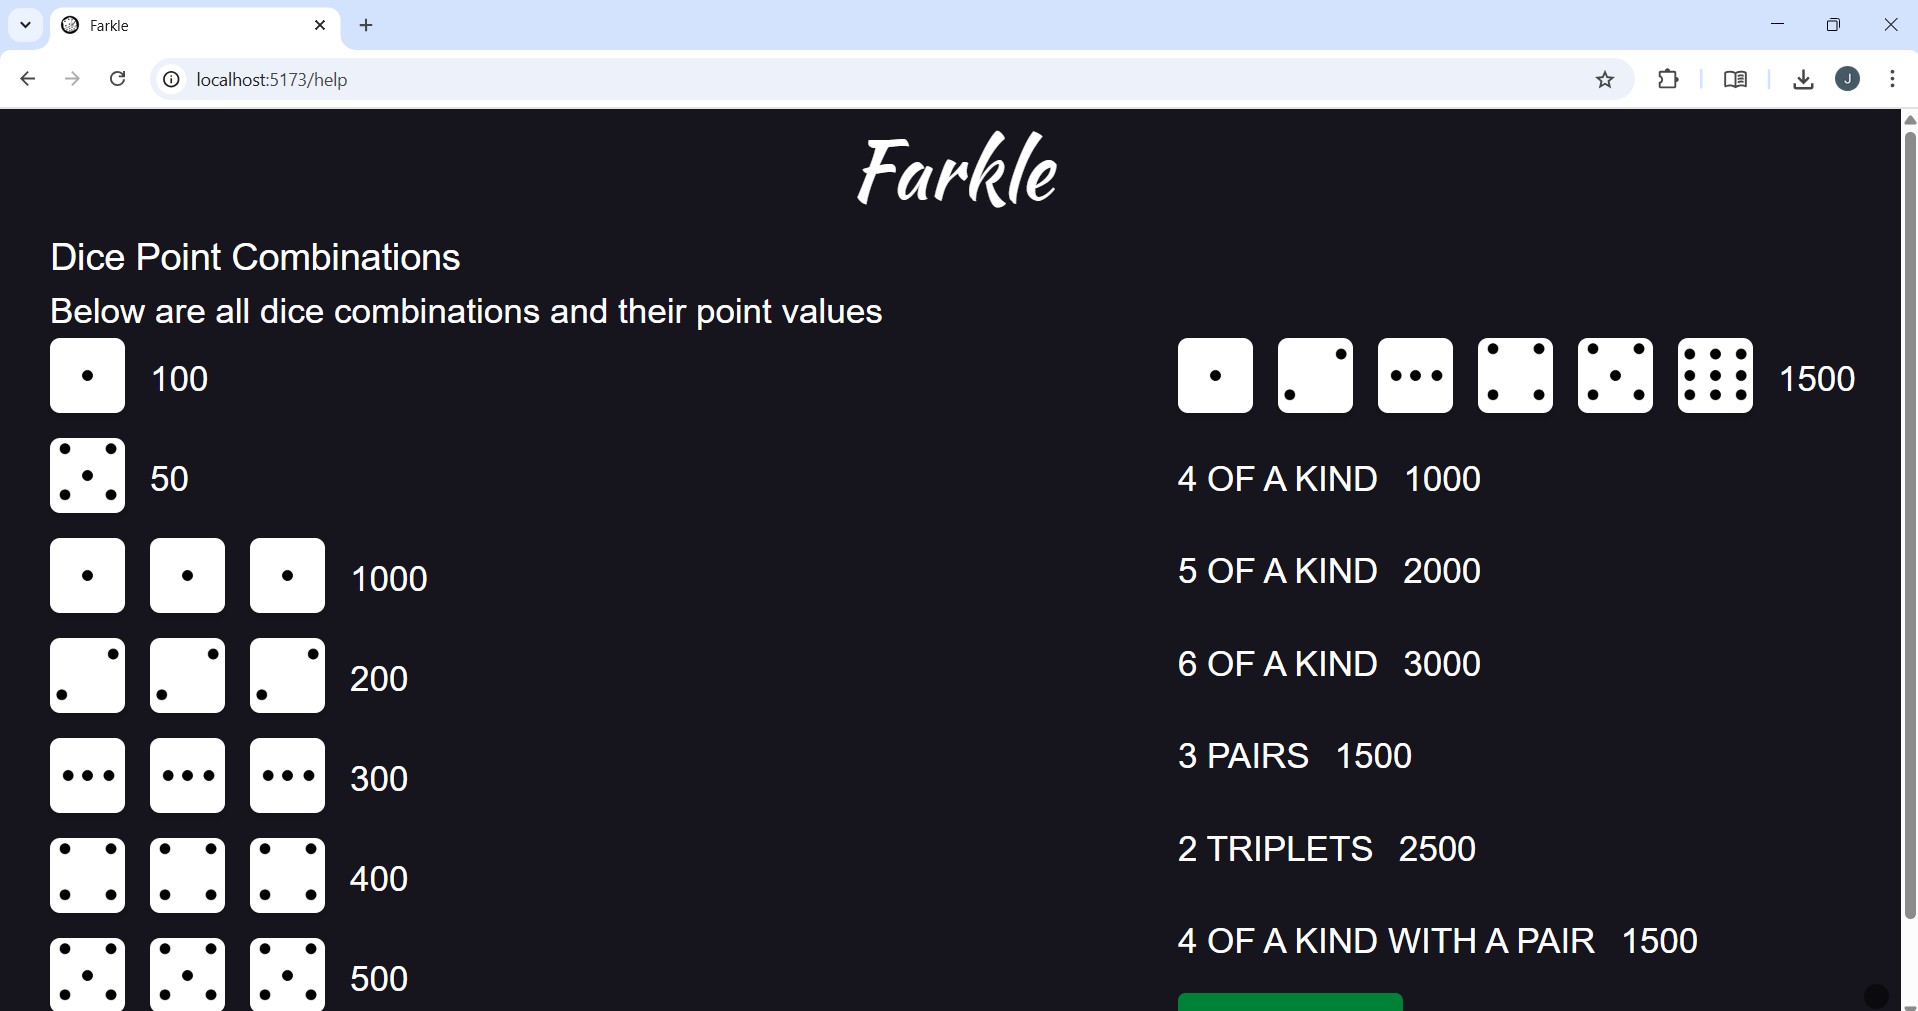 Farkle
localhost:5173/help
J
Farkle
Dice Point Combinations
Below are all dice combinations and their point values
100
50
1000
200
300
400
500
1500
4 OF A KIND 1000
5 OF A KIND 2000
6 OF A KIND 3000
3 PAIRS 1500
2 TRIPLETS 2500
4 OF A KIND WITH A PAIR 1500